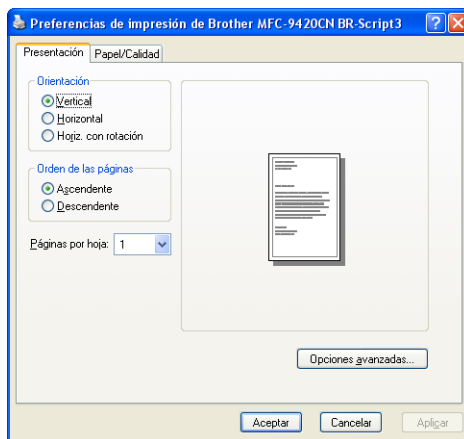 Preferencias de impresión de Brother MFC-9420CN BR-Script3
Presentación
Papel/Calidad
Orientación
Vertical
Horizontal
Horiz. con rotación
Orden de las páginas
Ascendente
Descendente
Páginas por hoja:
1
Opciones avanzadas...
Aceptar
Cancelar
Aplicar